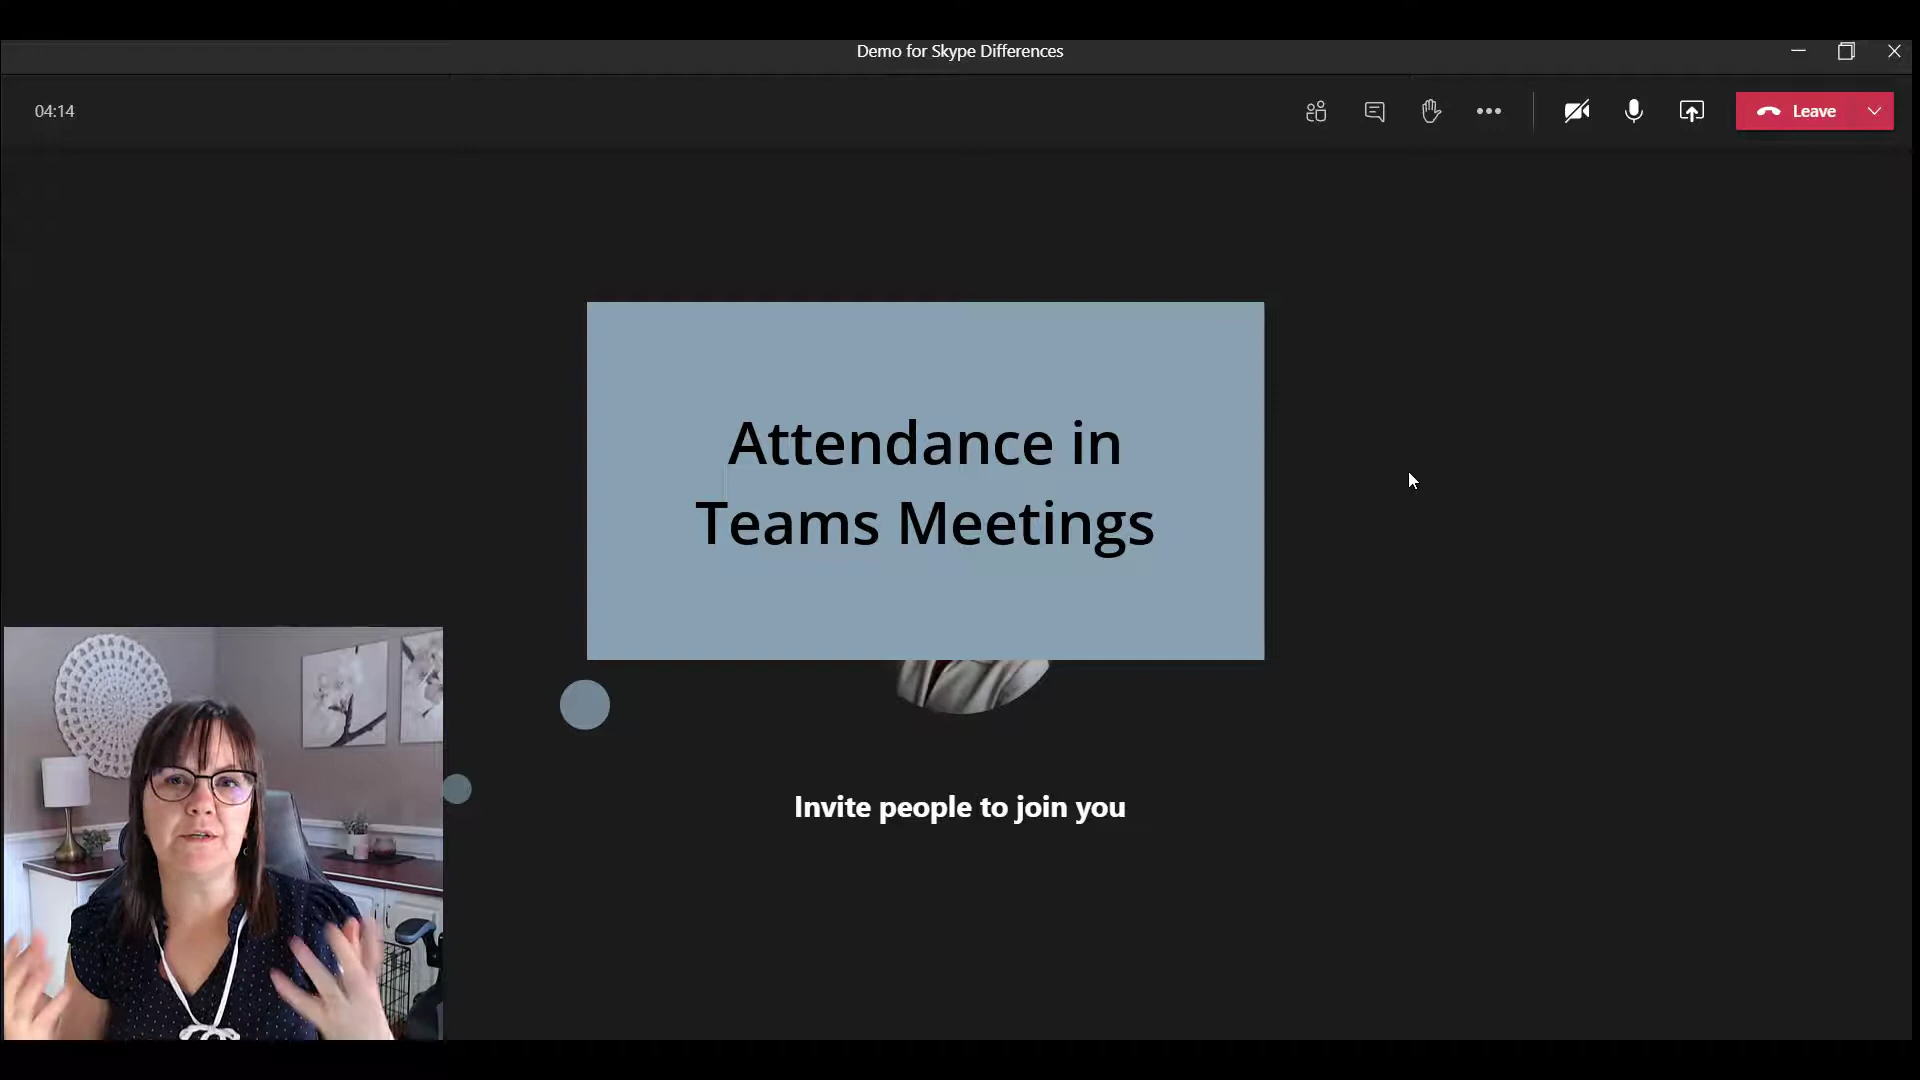 Demo for Skype Differences
04:14
Leave
Attendance in
Teams Meetings
Invite people to join you